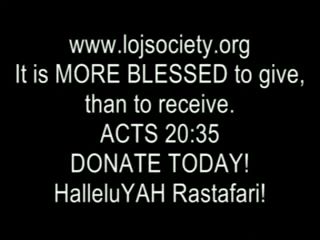 www.lojsociety.org
It is MORE BLESSED to give,
than to receive.
ACTS 20:35
DONATE TODAY!
HalleluYAH Rastafari!